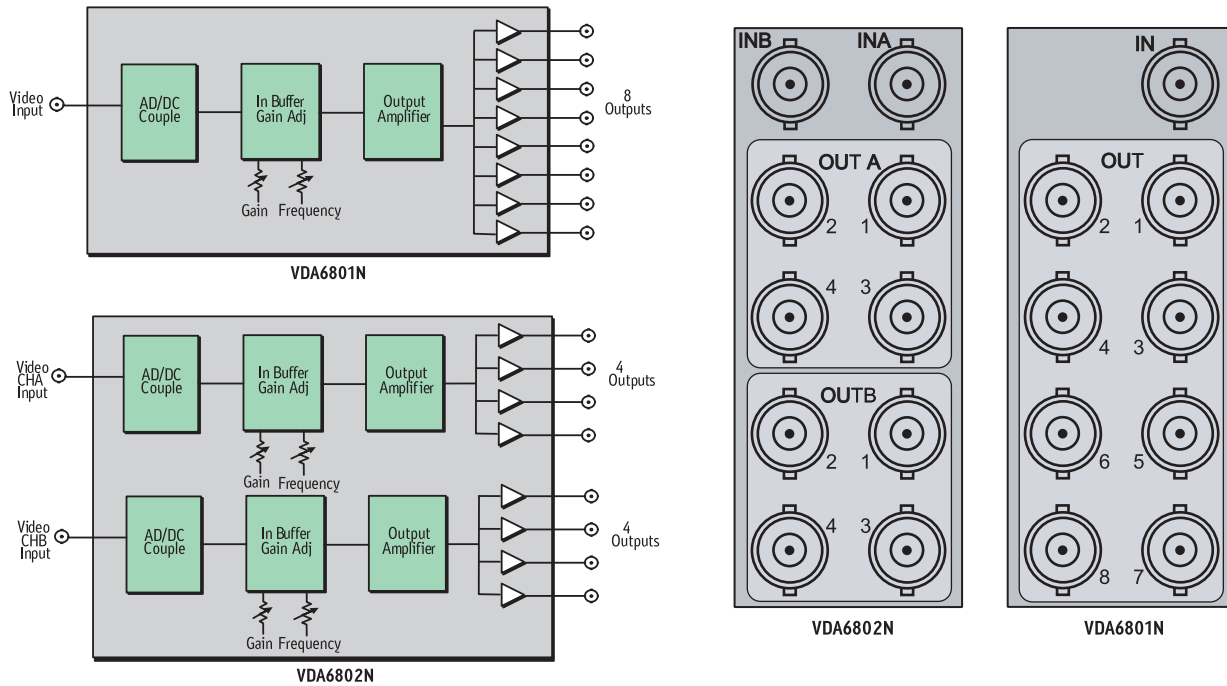 Video
Input
AD/DC
Couple
In Buffer
Gain Adj
Output
Amplifier
8
Outputs
Gain
Frequency
VDA6801N
Video
CHA
Input
AD/DC
Couple
In Buffer
Gain Adj
Output
Amplifier
4
Outputs
Gain
Frequency
Video
CHB
Input
AD/DC
Couple
In Buffer
Gain Adj
Output
Amplifier
4
Outputs
Gain
Frequency
VDA6802N
INB
INA
OUT A
2
1
4
3
OUTB
2
1
4
3
VDA6802N
IN
OUT
2
1
4
3
6
5
8
7
VDA6801N